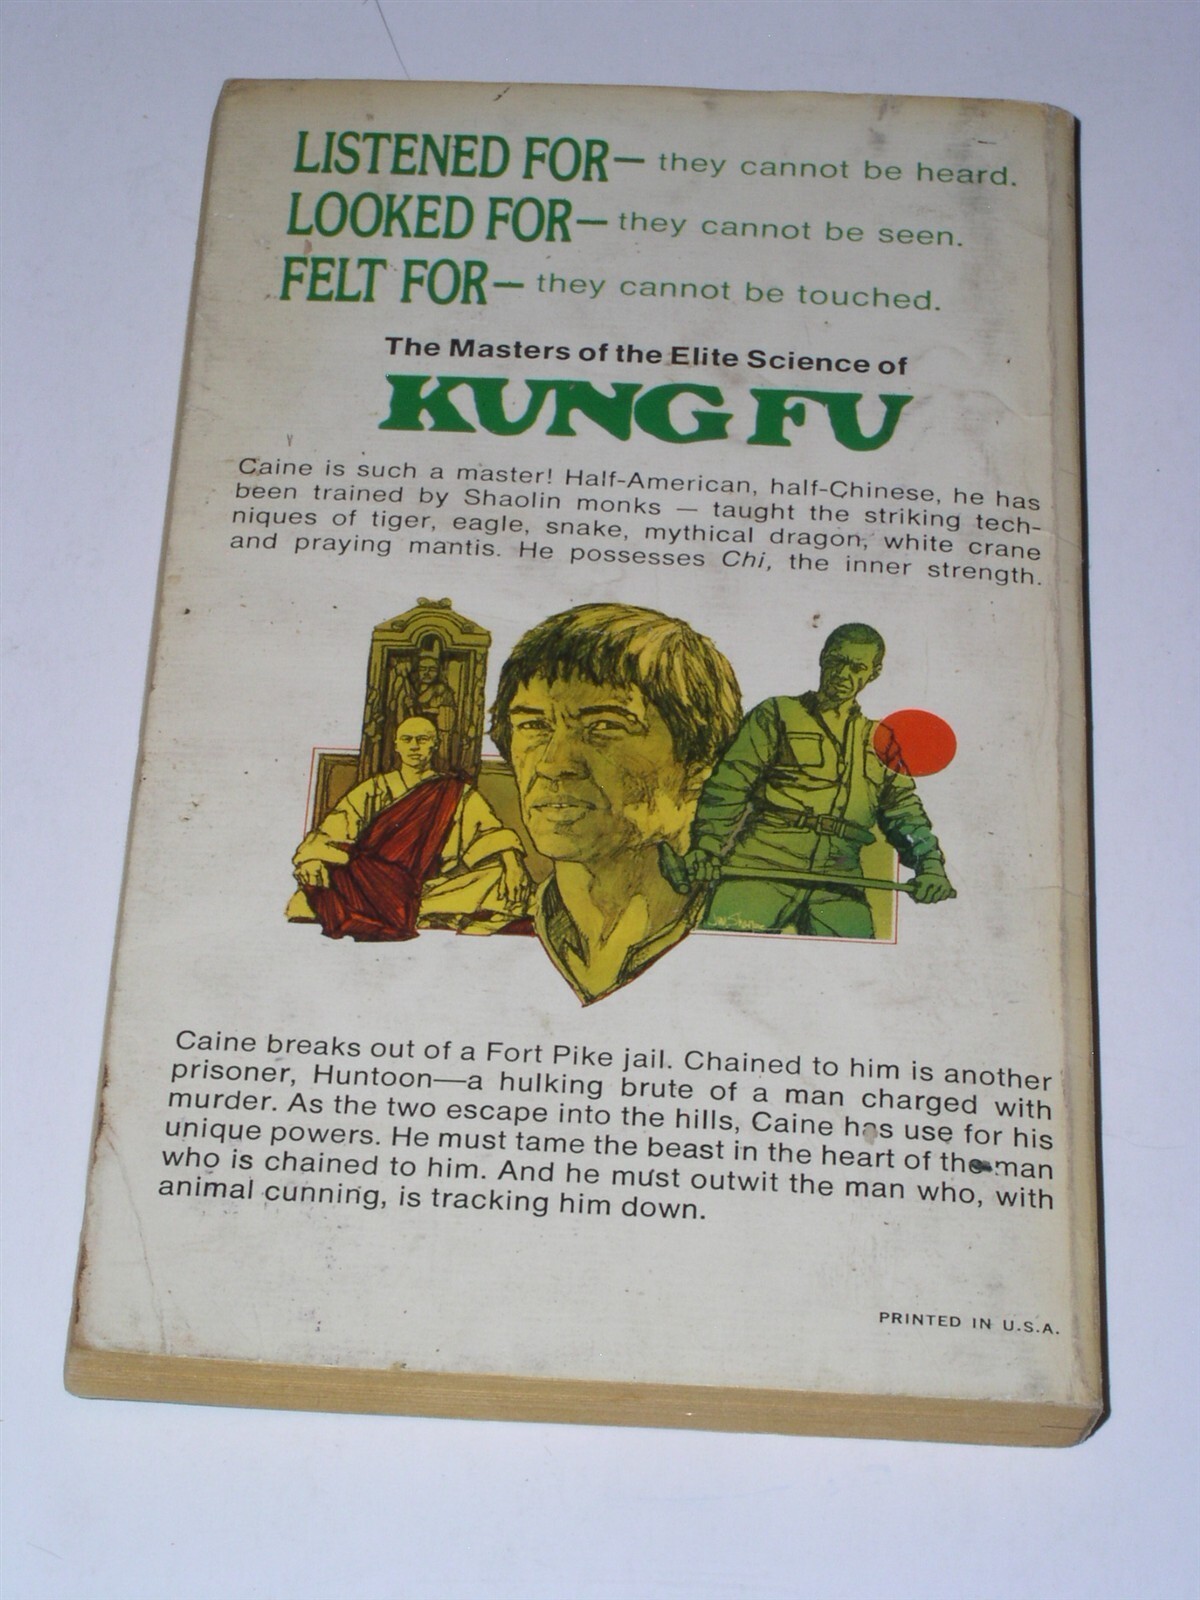 LISTENED FOR— they cannot be heard.
LOOKED FOR— they cannot be seen.
FELT FOR— they cannot be touched.
The Masters of the Elite Science of
KUNG FU
Caine is such a master! Half-American, half-Chinese, he has
been trained by Shaolin monks — taught the striking tech-
niques of tiger, eagle, snake, mythical dragon, white crane
and praying mantis. He possesses Chi, the inner strength.
Caine breaks out of a Fort Pike jail. Chained to him is another
prisoner, Huntoon—a hulking brute of a man charged with
murder. As the two escape into the hills, Caine has use for his
unique powers. He must tame the beast in the heart of the man
who is chained to him. And he must outwit the man who, with
animal cunning, is tracking him down.
PRINTED IN U.S.A.